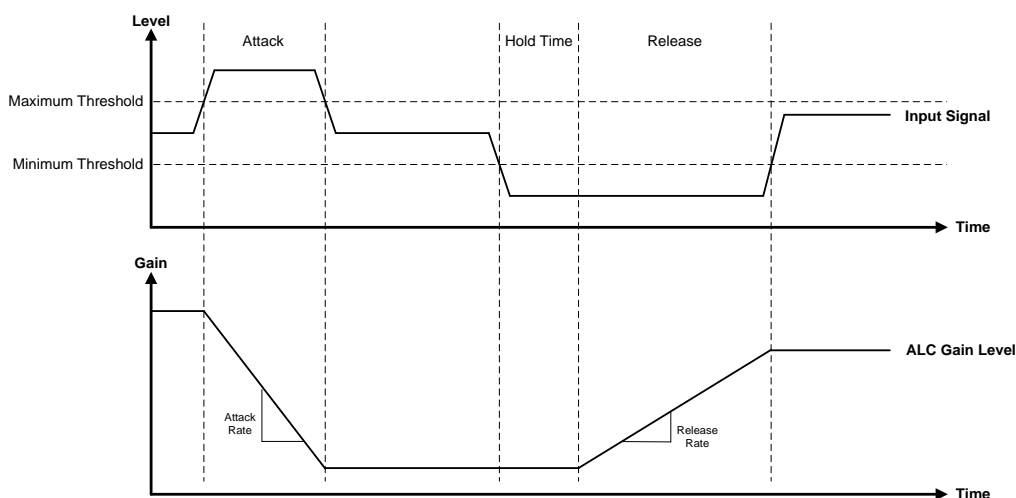 Level
Attack
Hold Time
Release
Maximum Threshold
Input Signal
Minimum Threshold
Time
Gain
ALC Gain Level
Attack
Rate
Release
Rate
Time